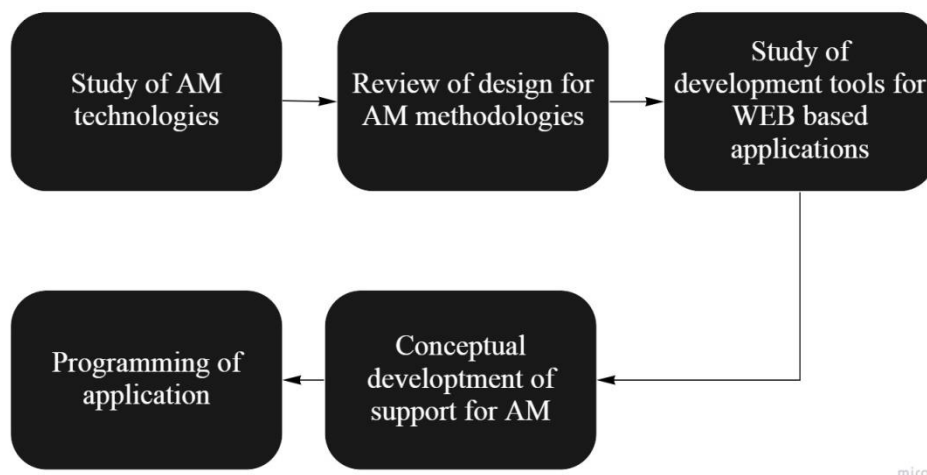 Study of AM
technologies
Review of design for
AM methodologies
Study of
development tools for
WEB based
applications
Conceptual
developtment of
support for AM
Programming of
application